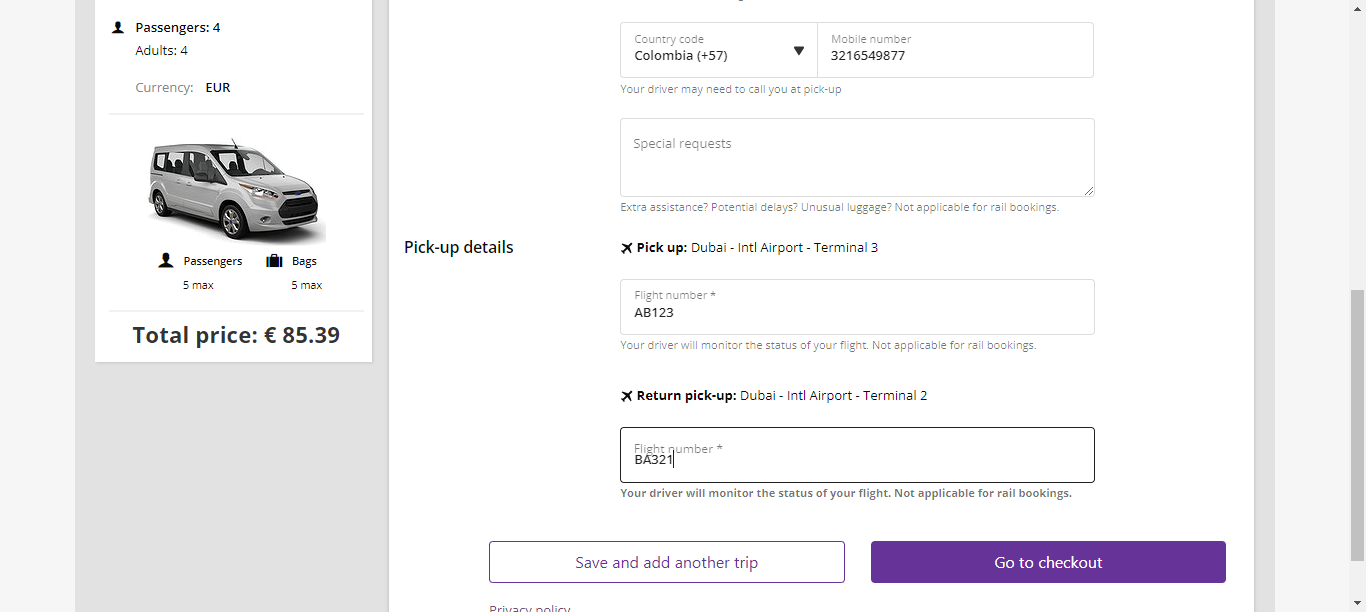 Passengers: 4
Adults: 4
Currency: EUR
Passengers
5 max
Bags
5 max
Total price: € 85.39
Country code
Colombia (+57)
Mobile number
3216549877
Your driver may need to call you at pick-up
Special requests
Extra assistance? Potential delays? Unusual luggage? Not applicable for rail bookings.
Pick-up details
Pick up: Dubai - Intl Airport - Terminal 3
Flight number *
AB123
Your driver will monitor the status of your flight. Not applicable for rail bookings.
Return pick-up: Dubai - Intl Airport - Terminal 2
Flight number *
BA321
Your driver will monitor the status of your flight. Not applicable for rail bookings.
Save and add another trip
Go to checkout
Privacy policy